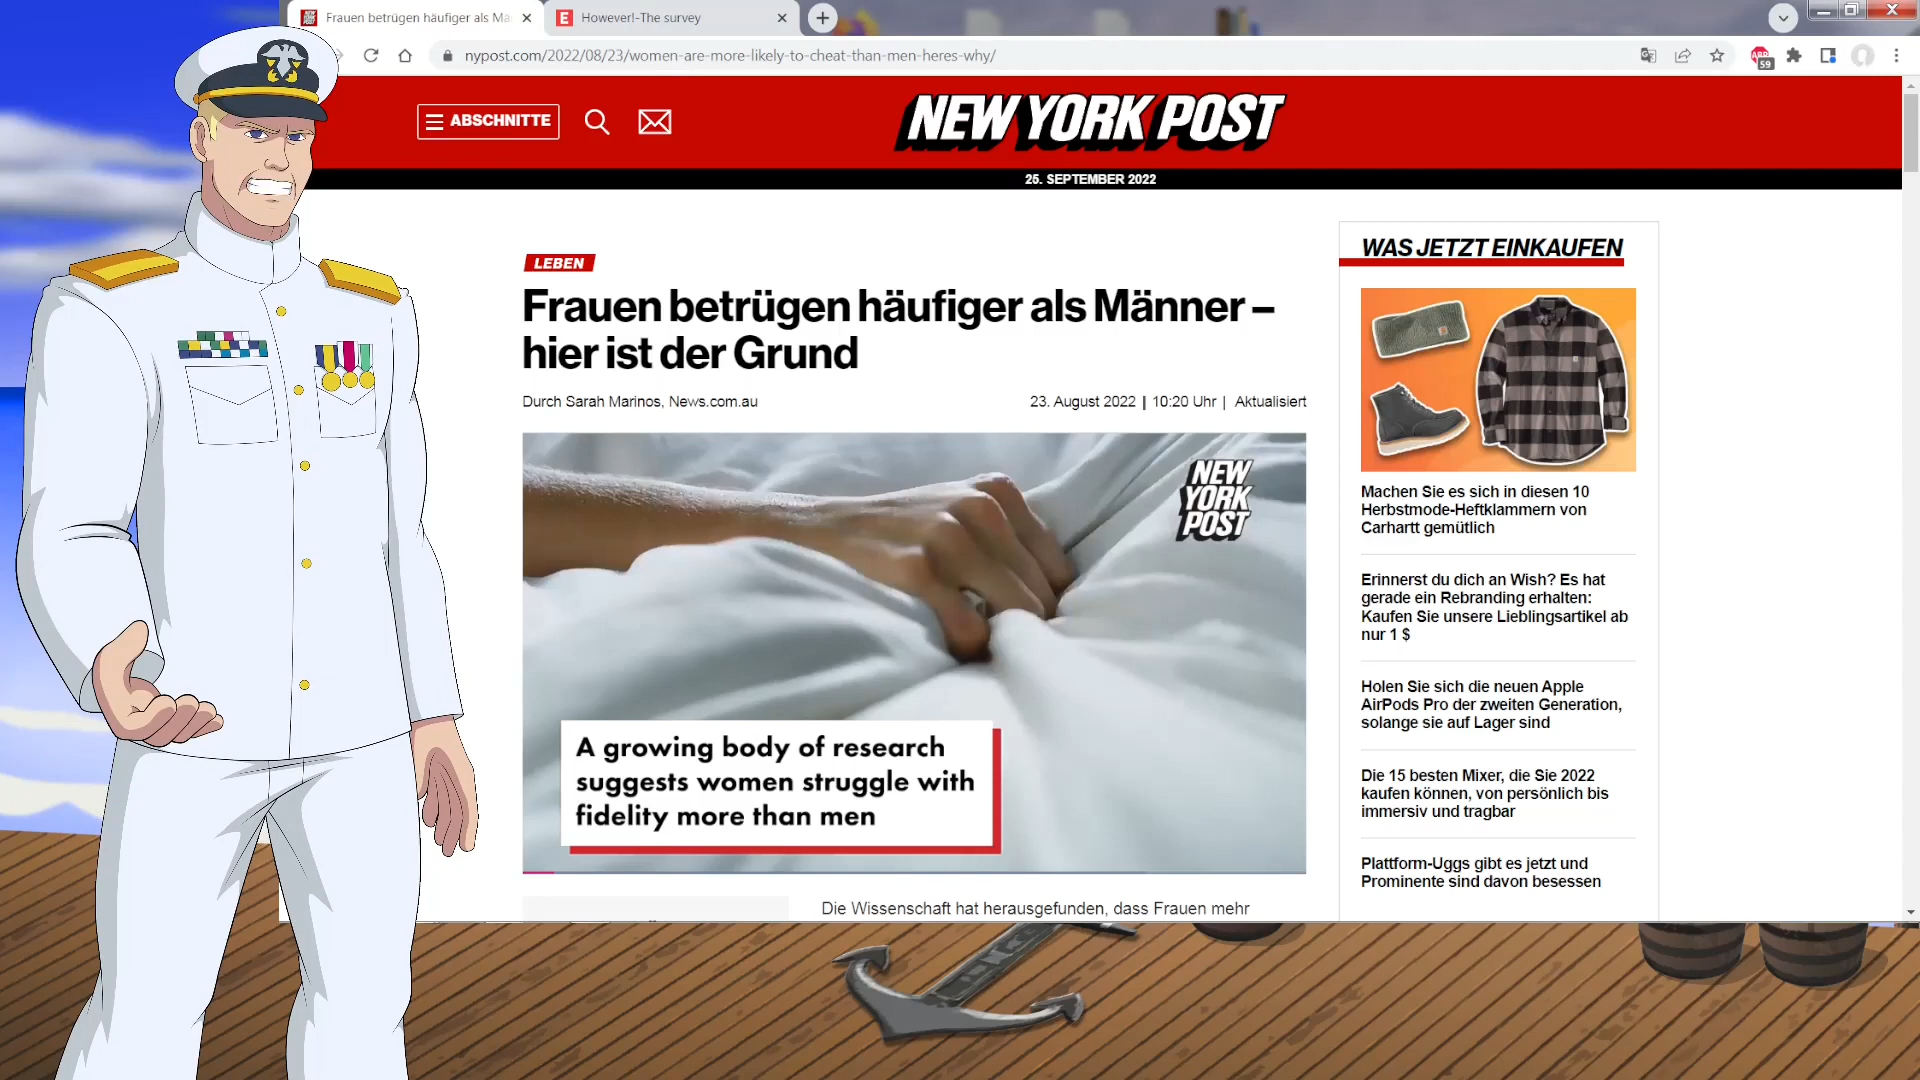 Frauen betrügen häufiger als Ma
However!-The survey
nypost.com/2022/08/23/women-are-more-likely-to-cheat-than-men-heres-why/
ABP
59
ABSCHNITTE
NEW YORK POST
25. SEPTEMBER 2022
LEBEN
Frauen betrügen häufiger als Männer –
hier ist der Grund
Durch Sarah Marinos, News.com.au
23. August 2022 | 10:20 Uhr | Aktualisiert
NEW
YORK
POST
A growing body of research
suggests women struggle with
fidelity more than men
Die Wissenschaft hat herausgefunden, dass Frauen mehr
WAS JETZT EINKAUFEN
Machen Sie es sich in diesen 10
Herbstmode-Heftklammern von
Carhartt gemütlich
Erinnerst du dich an Wish? Es hat
gerade ein Rebranding erhalten:
Kaufen Sie unsere Lieblingsartikel ab
nur 1 $
Holen Sie sich die neuen Apple
AirPods Pro der zweiten Generation,
solange sie auf Lager sind
Die 15 besten Mixer, die Sie 2022
kaufen können, von persönlich bis
immersiv und tragbar
Plattform-Uggs gibt es jetzt und
Prominente sind davon besessen